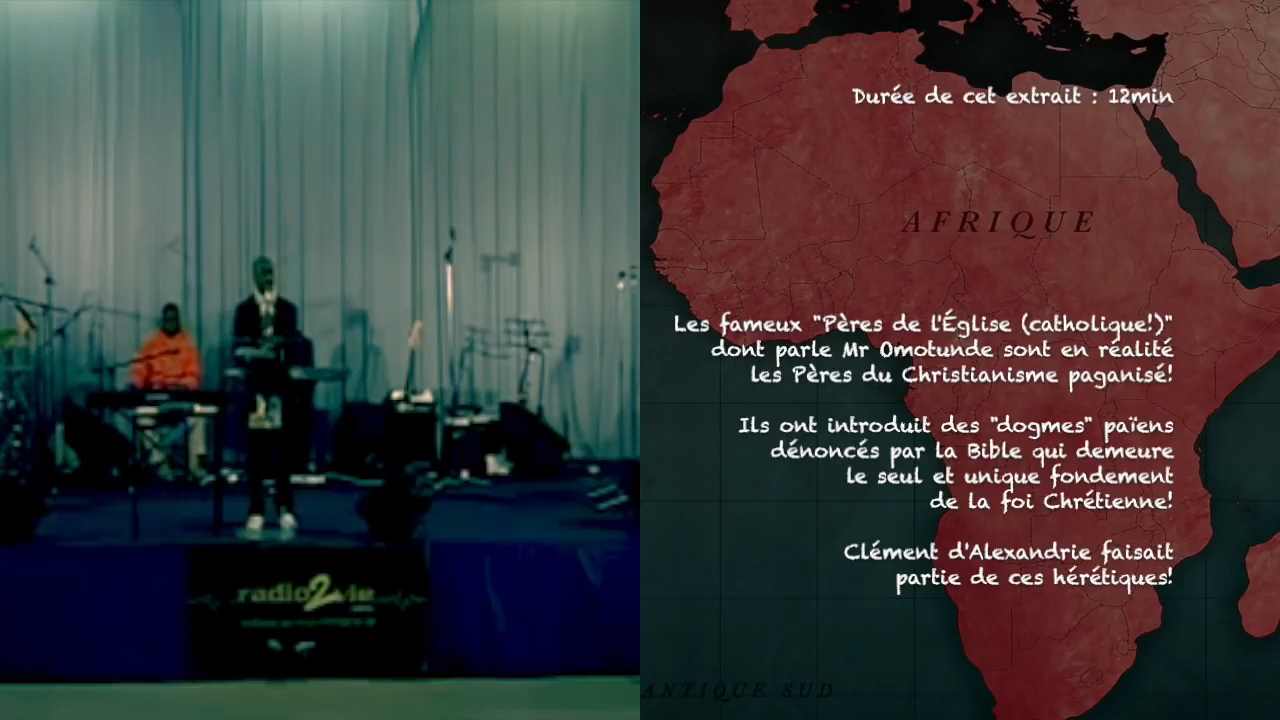 Durée de cet extrait : 12min
AFRIQUE
Les fameux "Pères de l'Église (catholique!)"
dont parle Mr Omotunde sont en réalité
les Pères du Christianisme paganisé!
Ils ont introduit des "dogmes" païens
dénoncés par la Bible qui demeure
le seul et unique fondement
de la foi Chrétienne!
Clément d'Alexandrie faisait
partie de ces hérétiques!
radio2vie
ANTIQUE SUD